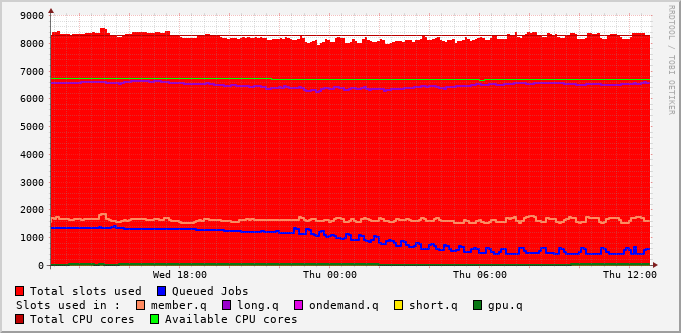 9000
8000
7000
6000
5000
4000
3000
2000
1000
0
Wed 18:00 Thu 00:00 Thu 06:00 Thu 12:00
RRDTOOL / TOBI OETIKER
Total slots used Queued Jobs
Slots used in : member.q long.q ondemand.q short.q gpu.q
Total CPU cores Available CPU cores